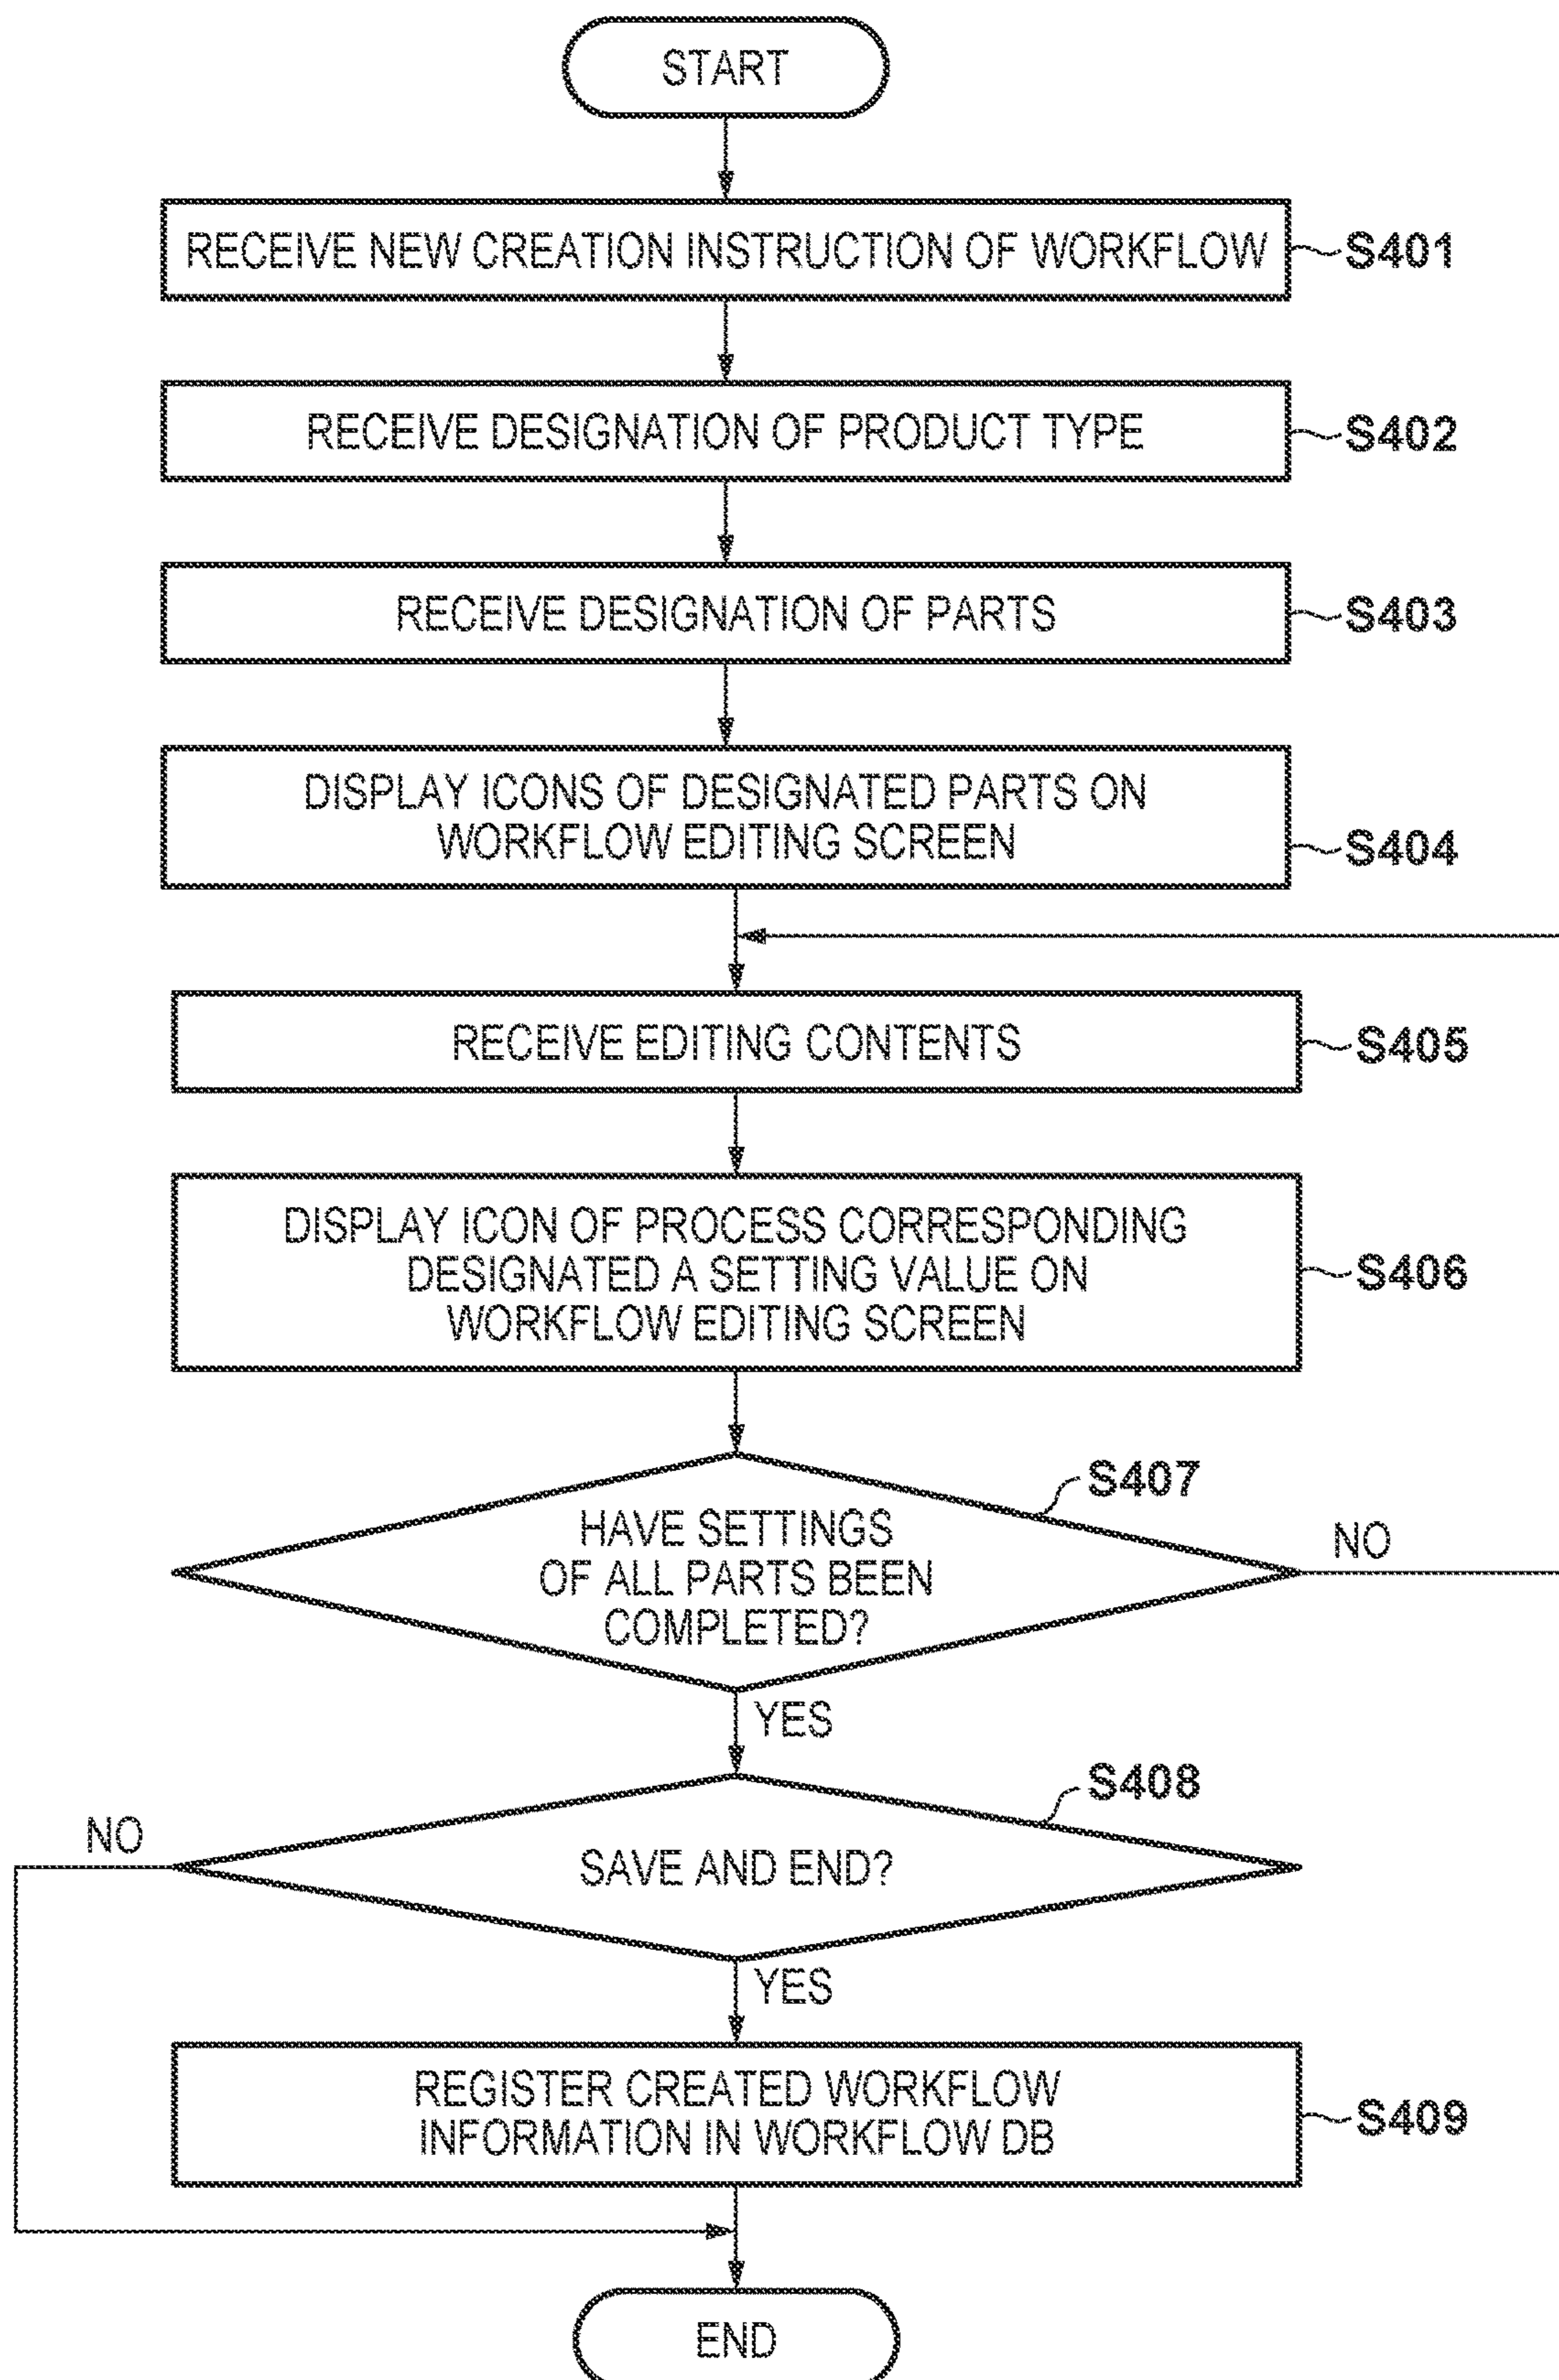 START
RECEIVE NEW CREATION INSTRUCTION OF WORKFLOW
S401
RECEIVE DESIGNATION OF PRODUCT TYPE
S402
RECEIVE DESIGNATION OF PARTS
S403
DISPLAY ICONS OF DESIGNATED PARTS ON
WORKFLOW EDITING SCREEN
S404
RECEIVE EDITING CONTENTS
S405
DISPLAY ICON OF PROCESS CORRESPONDING
DESIGNATED A SETTING VALUE ON
WORKFLOW EDITING SCREEN
S406
S407
HAVE SETTINGS
OF ALL PARTS BEEN
COMPLETED?
NO
YES
S408
NO
SAVE AND END?
YES
REGISTER CREATED WORKFLOW
INFORMATION IN WORKFLOW DB
S409
END